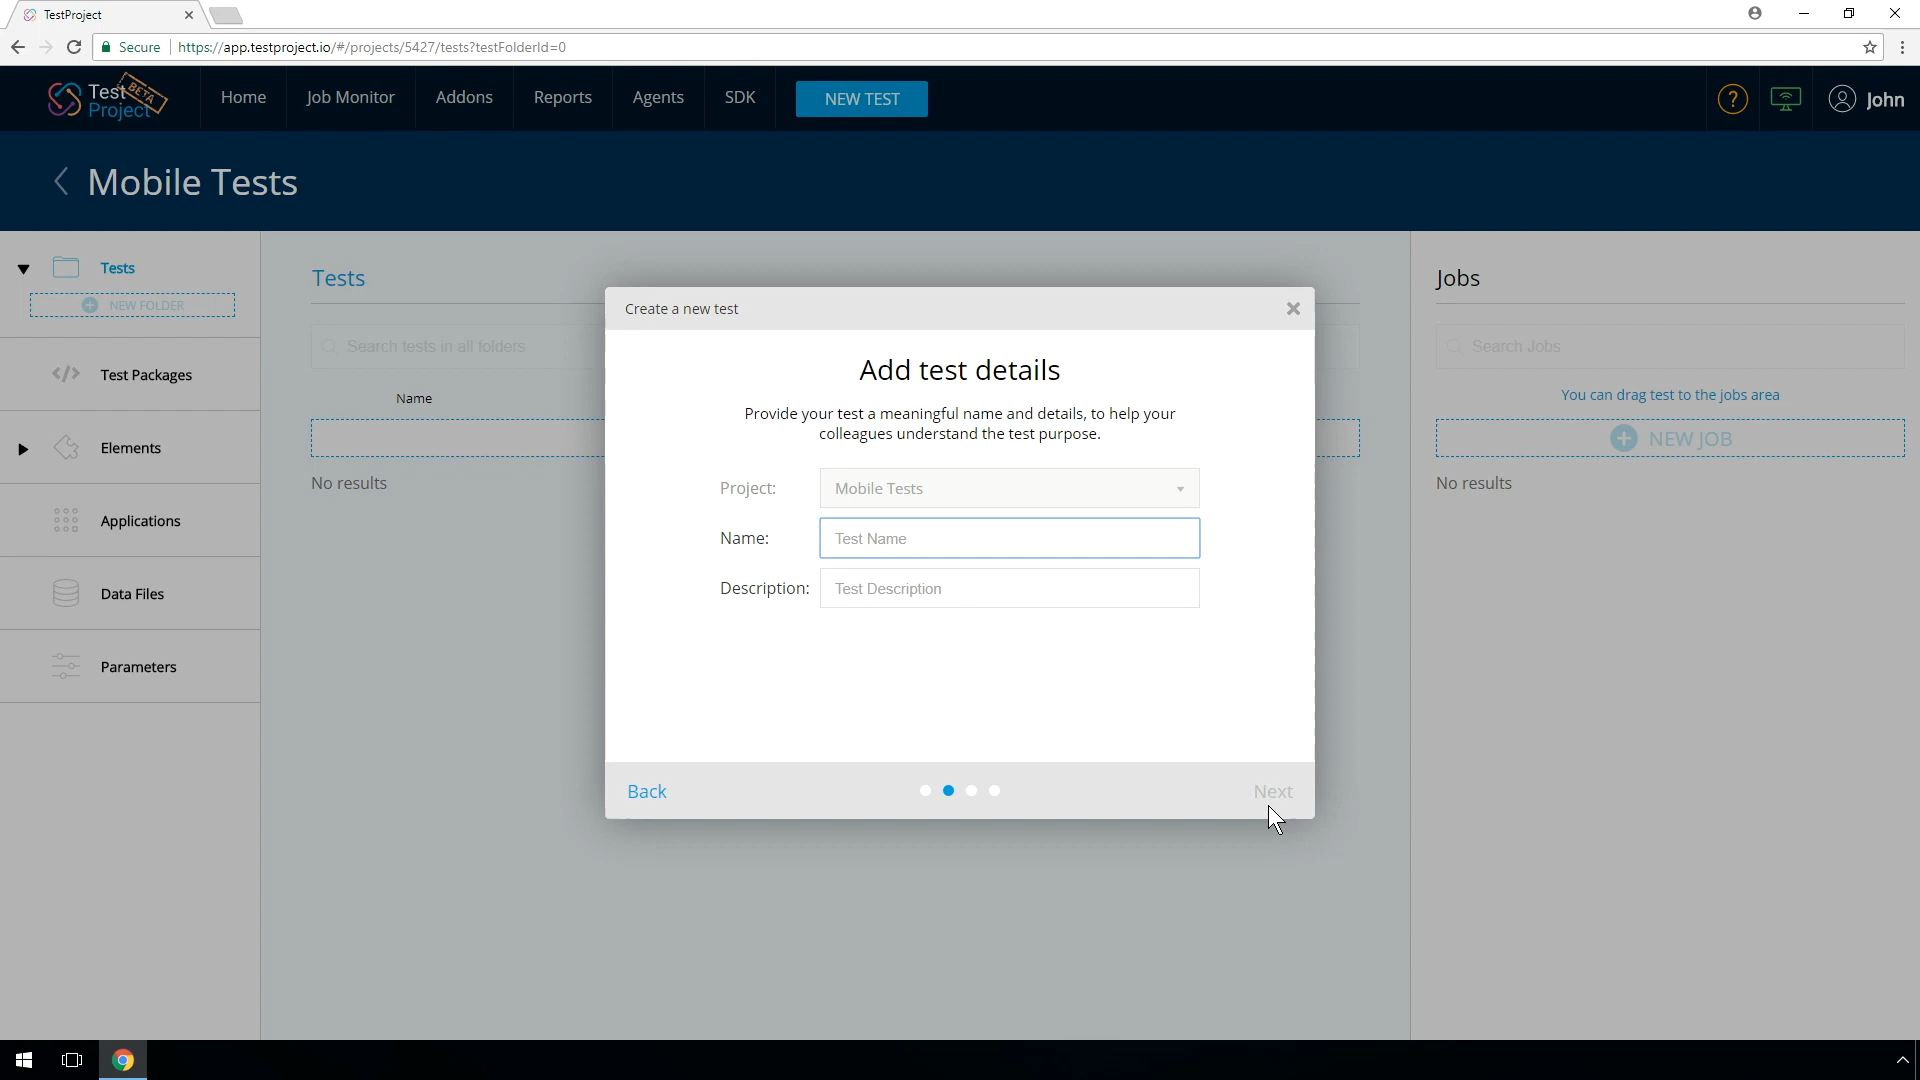 TestProject
Secure
https://app.testproject.io/#/projects/5427/tests?testFolderId=0
Test
Project
BETA
Home
Job Monitor
Addons
Reports
Agents
SDK
NEW TEST
?
John
Mobile Tests
Tests
NEW FOLDER
Test Packages
Elements
Applications
Data Files
Parameters
Tests
Search tests in all folders
Name
No results
Create a new test
Add test details
Provide your test a meaningful name and details, to help your
colleagues understand the test purpose.
Project:
Mobile Tests
Name:
Test Name
Description:
Test Description
Back
Next
Jobs
Search Jobs
You can drag test to the jobs area
NEW JOB
No results